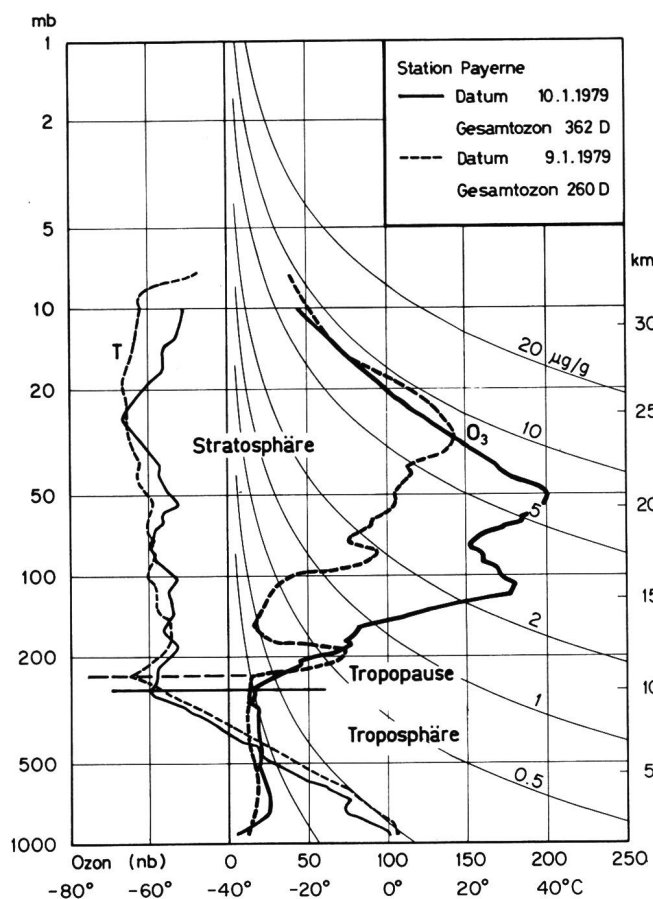 mb
1
2
5
10
20
50
100
200
500
1000
Station Payerne
Datum 10.1.1979
Gesamtozon 362 D
Datum 9.1.1979
Gesamtozon 260 D
km
30
25
20
15
10
5
T
O₃
20 µg/g
10
5
2
1
0.5
Stratosphäre
Tropopause
Troposphäre
Ozon (nb) 0 50 100 150 200 250
-80° -60° -40° -20° 0° 20° 40°C